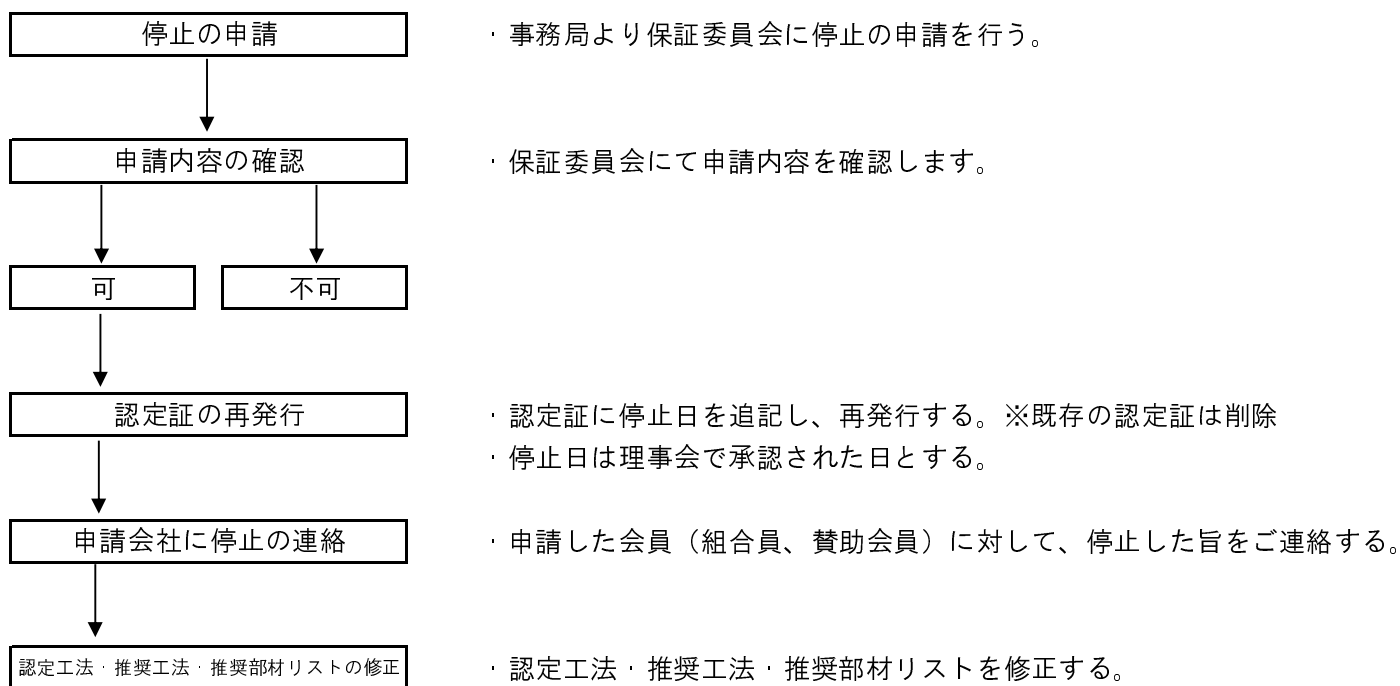 停止の申請
・事務局より保証委員会に停止の申請を行う。
申請内容の確認
・保証委員会にて申請内容を確認します。
可
不可
認定証の再発行
・認定証に停止日を追記し、再発行する。※既存の認定証は削除
・停止日は理事会で承認された日とする。
申請会社に停止の連絡
・申請した会員（組合員、賛助会員）に対して、停止した旨をご連絡する。
認定工法・推奨工法・推奨部材リストの修正
・認定工法・推奨工法・推奨部材リストを修正する。